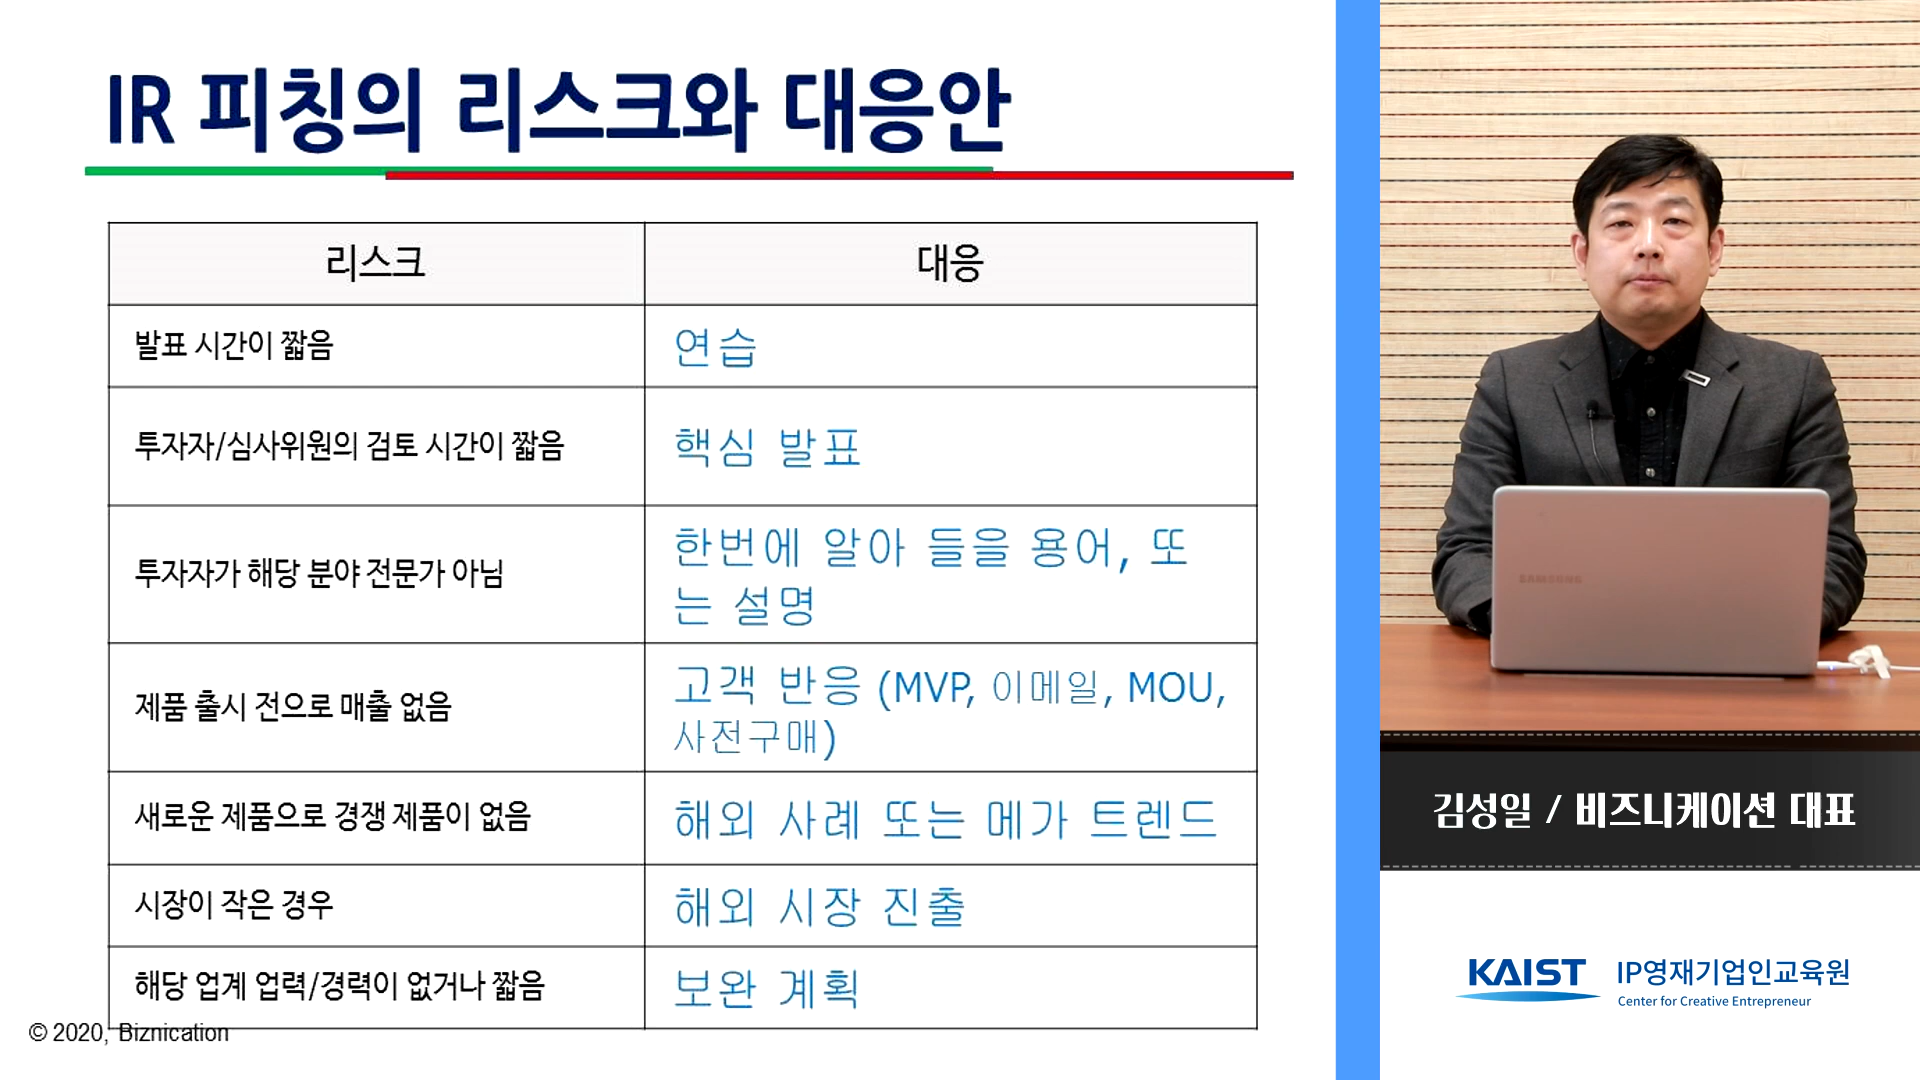 IR 피칭의 리스크와 대응안
리스크
대응
발표 시간이 짧음
연습
투자자/심사위원의 검토 시간이 짧음
핵심 발표
투자자가 해당 분야 전문가 아님
한번에 알아 들을 용어, 또
는 설명
제품 출시 전으로 매출 없음
고객 반응 (MVP, 이메일, MOU,
사전구매)
새로운 제품으로 경쟁 제품이 없음
해외 사례 또는 메가 트렌드
시장이 작은 경우
해외 시장 진출
해당 업계 업력/경력이 없거나 짧음
보완 계획
© 2020, Biznication
SAMSUNG
김성일 / 비즈니케이션 대표
KAIST IP영재기업인교육원
Center for Creative Entrepreneur